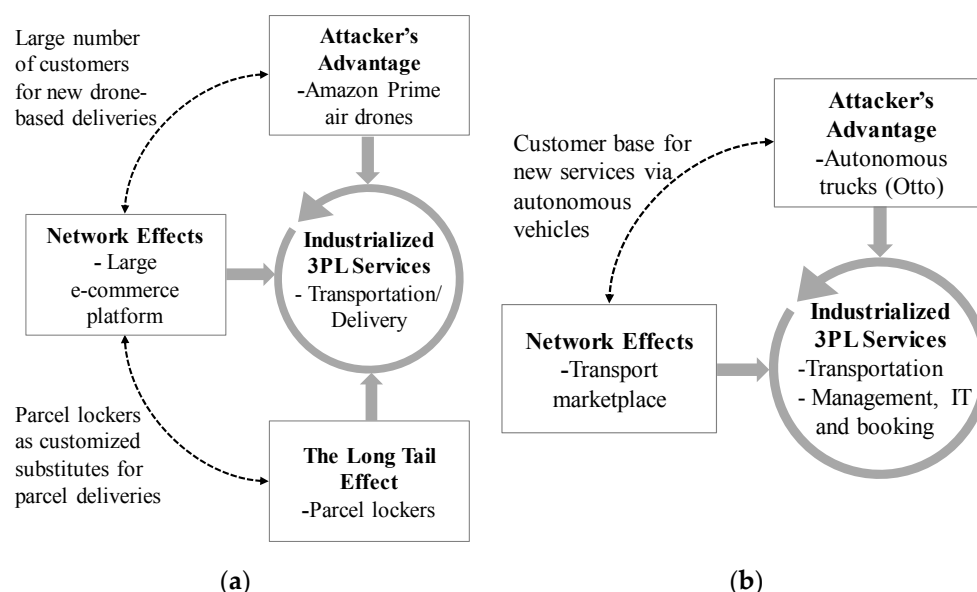 Large number
of customers
for new drone-
based deliveries
Attacker's
Advantage
-Amazon Prime
air drones
Network Effects
- Large
e-commerce
platform
Industrialized
3PL Services
- Transportation/
Delivery
Parcel lockers
as customized
substitutes for
parcel deliveries
The Long Tail
Effect
-Parcel lockers
(a)
Customer base for
new services via
autonomous
vehicles
Attacker's
Advantage
-Autonomous
trucks (Otto)
Network Effects
-Transport
marketplace
Industrialized
3PL Services
-Transportation
- Management, IT
and booking
(b)